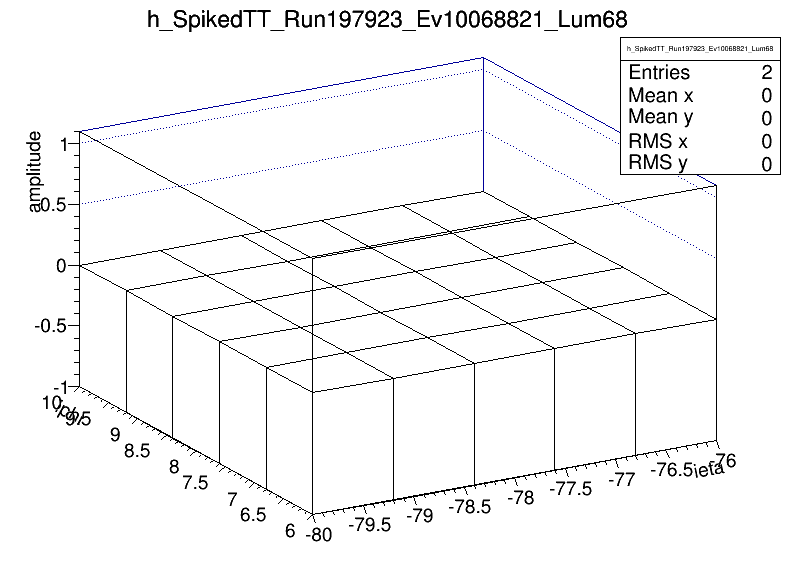 h_SpikedTT_Run197923_Ev10068821_Lum68
h_SpikedTT_Run197923_Ev10068821_Lum68
Entries 2
Mean x 0
Mean y 0
RMS x 0
RMS y 0
amplitude
1
0.5
0
-0.5
-1
10
9.5
iphi
9
8.5
8
7.5
7
6.5
6
-80
-79.5
-79
-78.5
-78
-77.5
-77
-76.5
-76
ieta